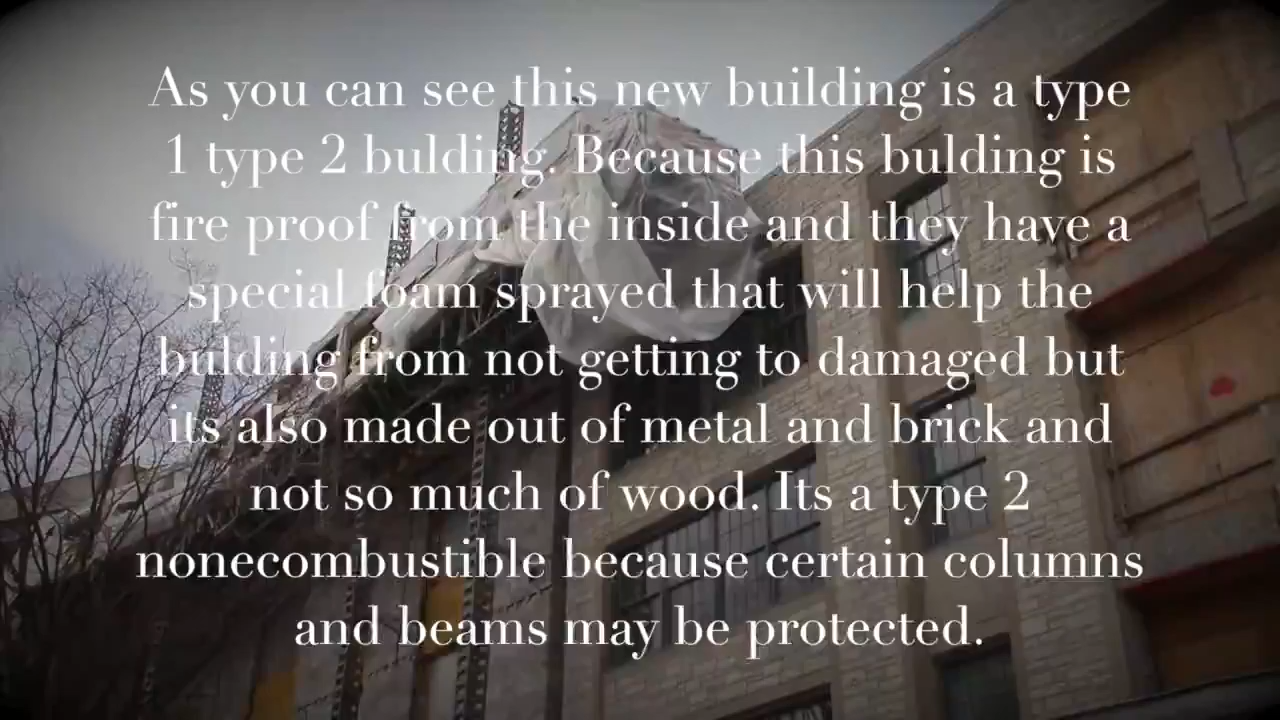 As you can see this new building is a type
1 type 2 bulding. Because this bulding is
fire proof from the inside and they have a
special foam sprayed that will help the
bulding from not getting to damaged but
its also made out of metal and brick and
not so much of wood. Its a type 2
nonecombustible because certain columns
and beams may be protected.